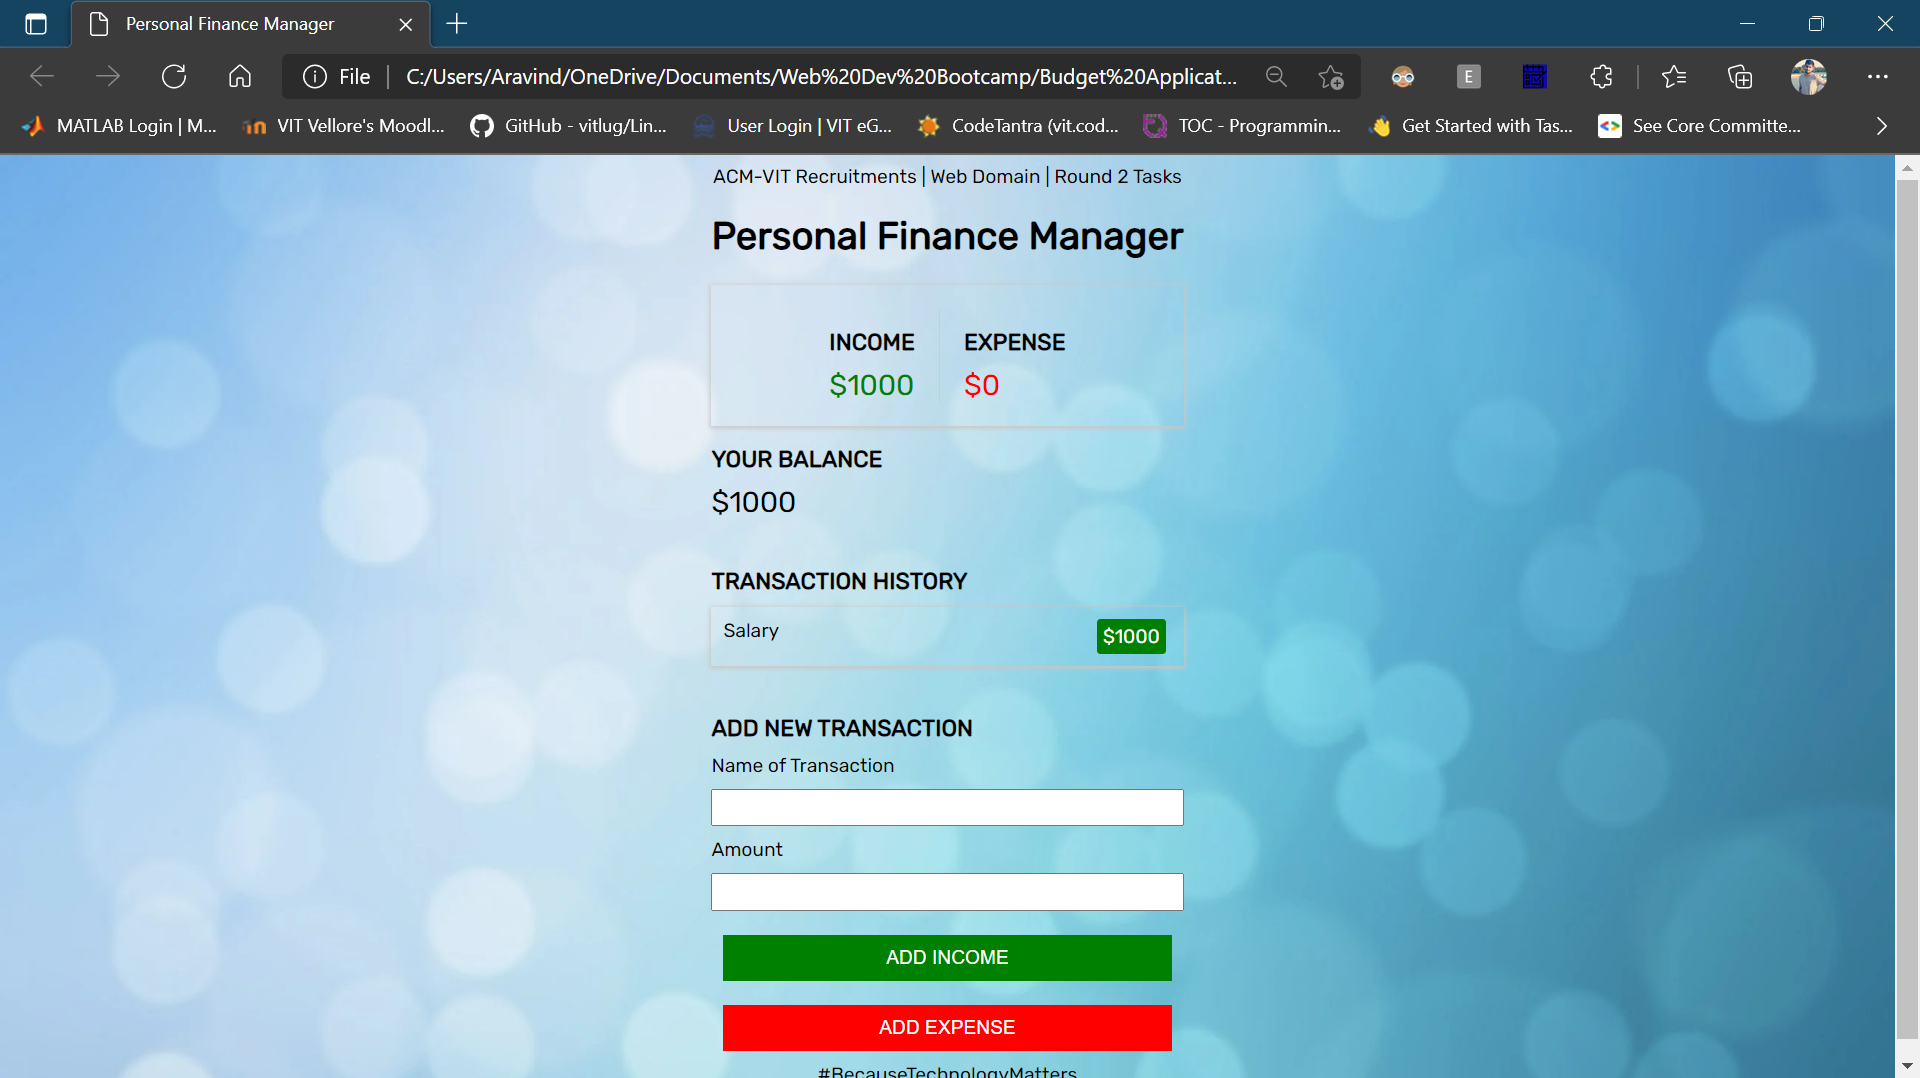 Personal Finance Manager
File
C:/Users/Aravind/OneDrive/Documents/Web%20Dev%20Bootcamp/Budget%20Applicat...
E
MATLAB Login | M...
VIT Vellore's Moodl...
GitHub - vitlug/Lin...
User Login | VIT eG...
CodeTantra (vit.cod...
TOC - Programmin...
Get Started with Tas...
See Core Committe...
ACM-VIT Recruitments | Web Domain | Round 2 Tasks
Personal Finance Manager
INCOME EXPENSE
$1000 $0
YOUR BALANCE
$1000
TRANSACTION HISTORY
Salary $1000
ADD NEW TRANSACTION
Name of Transaction
Amount
ADD INCOME
ADD EXPENSE
#BecauseTechnologyMatters